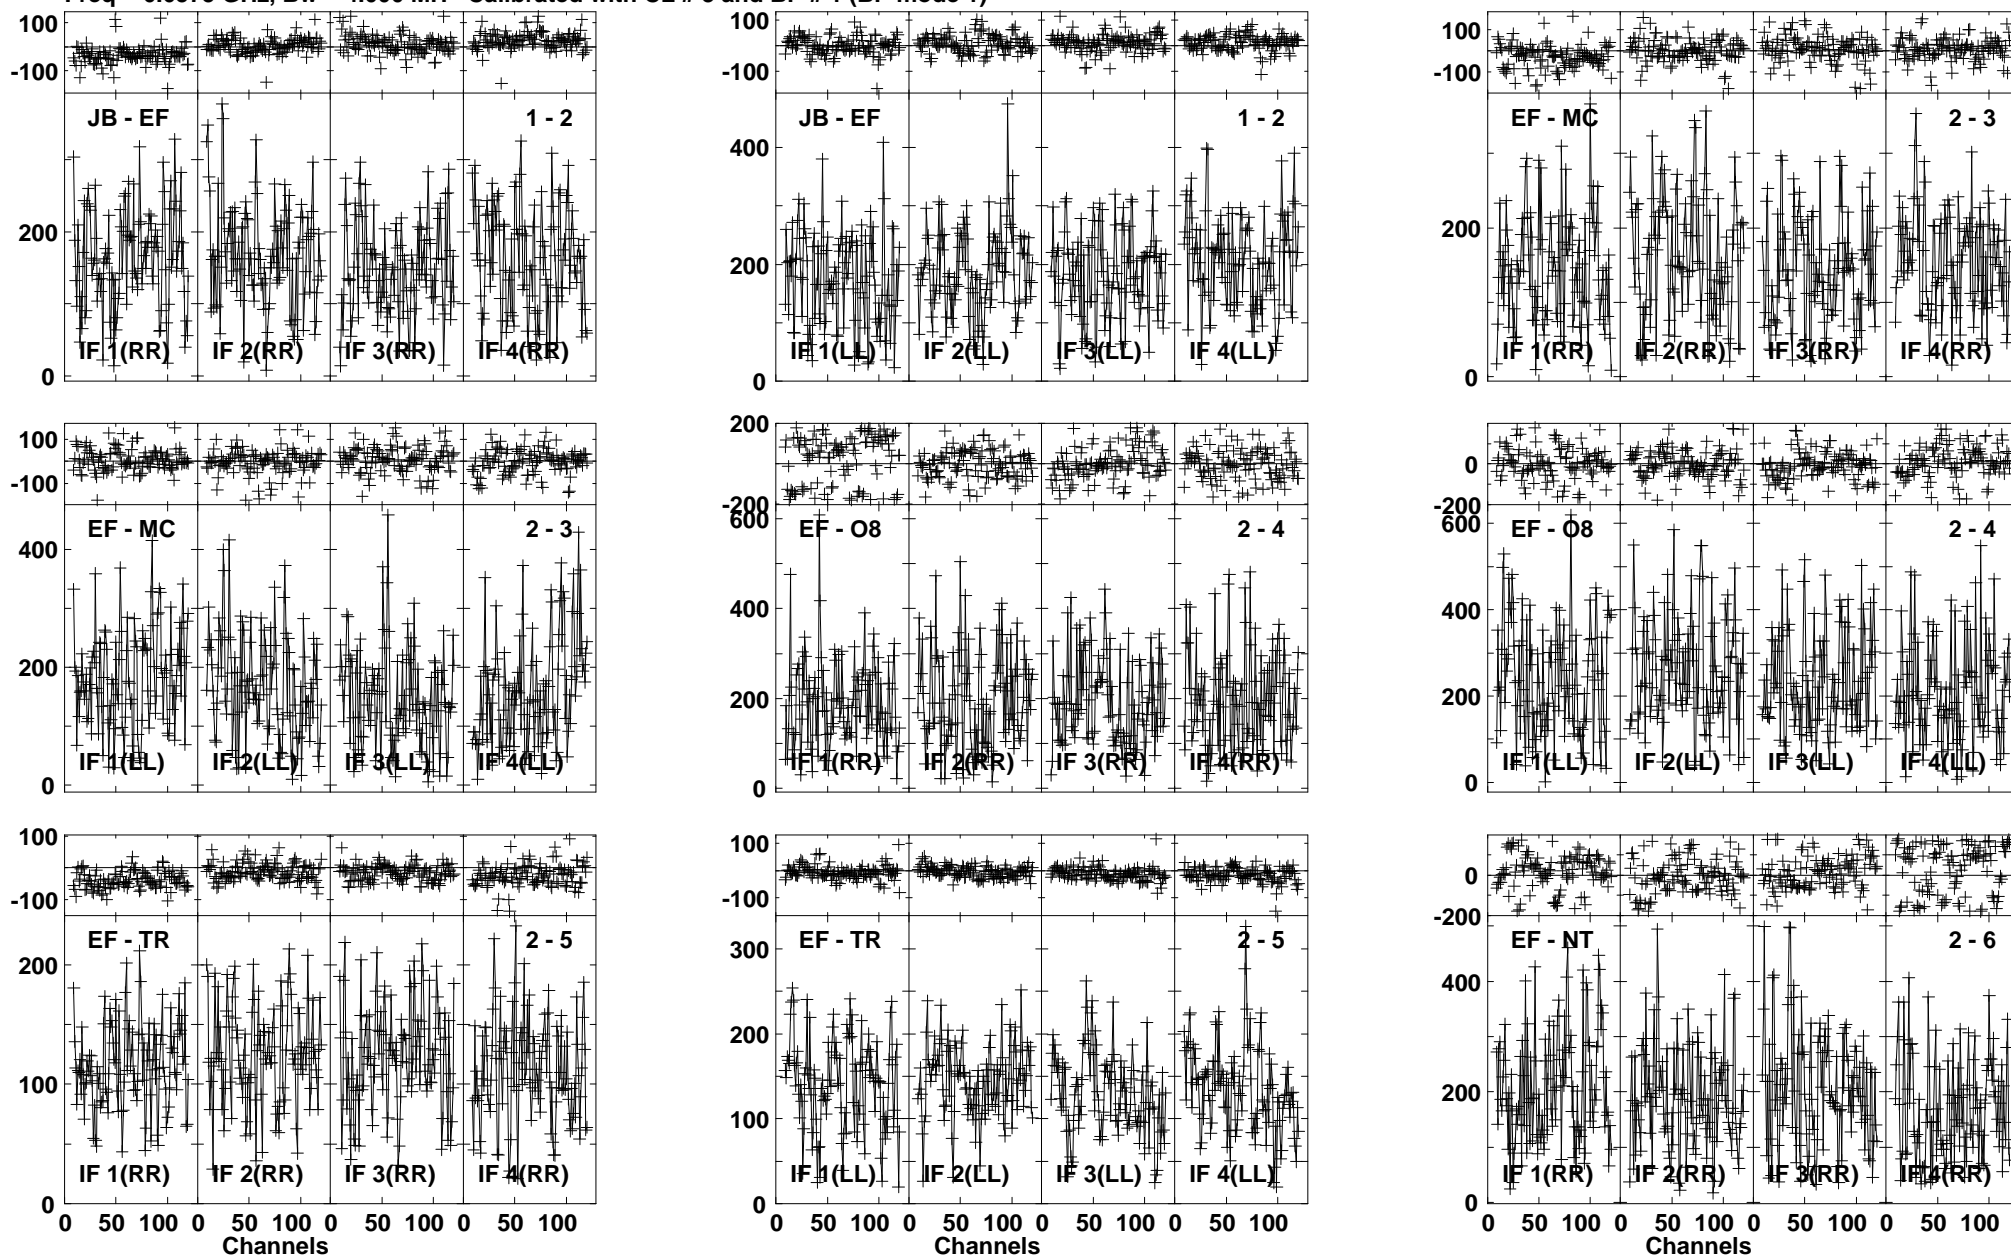 100
-100
JB - EF 1 - 2
200
0
IF 1(RR) IF 2(RR) IF 3(RR) IF 4(RR)
100
-100
JB - EF 1 - 2
400
200
0
IF 1(LL) IF 2(LL) IF 3(LL) IF 4(LL)
100
-100
EF - MC 2 - 3
200
0
IF 1(RR) IF 2(RR) IF 3(RR) IF 4(RR)
100
-100
EF - MC 2 - 3
400
200
0
IF 1(LL) IF 2(LL) IF 3(LL) IF 4(LL)
200
0
-200
600
EF - O8 2 - 4
400
200
0
IF 1(RR) IF 2(RR) IF 3(RR) IF 4(RR)
0
-200
600
EF - O8 2 - 4
400
200
0
IF 1(LL) IF 2(LL) IF 3(LL) IF 4(LL)
100
-100
EF - TR 2 - 5
200
100
0
IF 1(RR) IF 2(RR) IF 3(RR) IF 4(RR)
0 50 100 0 50 100 0 50 100 0 50 100
Channels
100
-100
EF - TR 2 - 5
300
200
100
0
IF 1(LL) IF 2(LL) IF 3(LL) IF 4(LL)
0 50 100 0 50 100 0 50 100 0 50 100
Channels
0
-200
EF - NT 2 - 6
400
200
0
IF 1(RR) IF 2(RR) IF 3(RR) IF 4(RR)
0 50 100 0 50 100 0 50 100 0 50 100
Channels